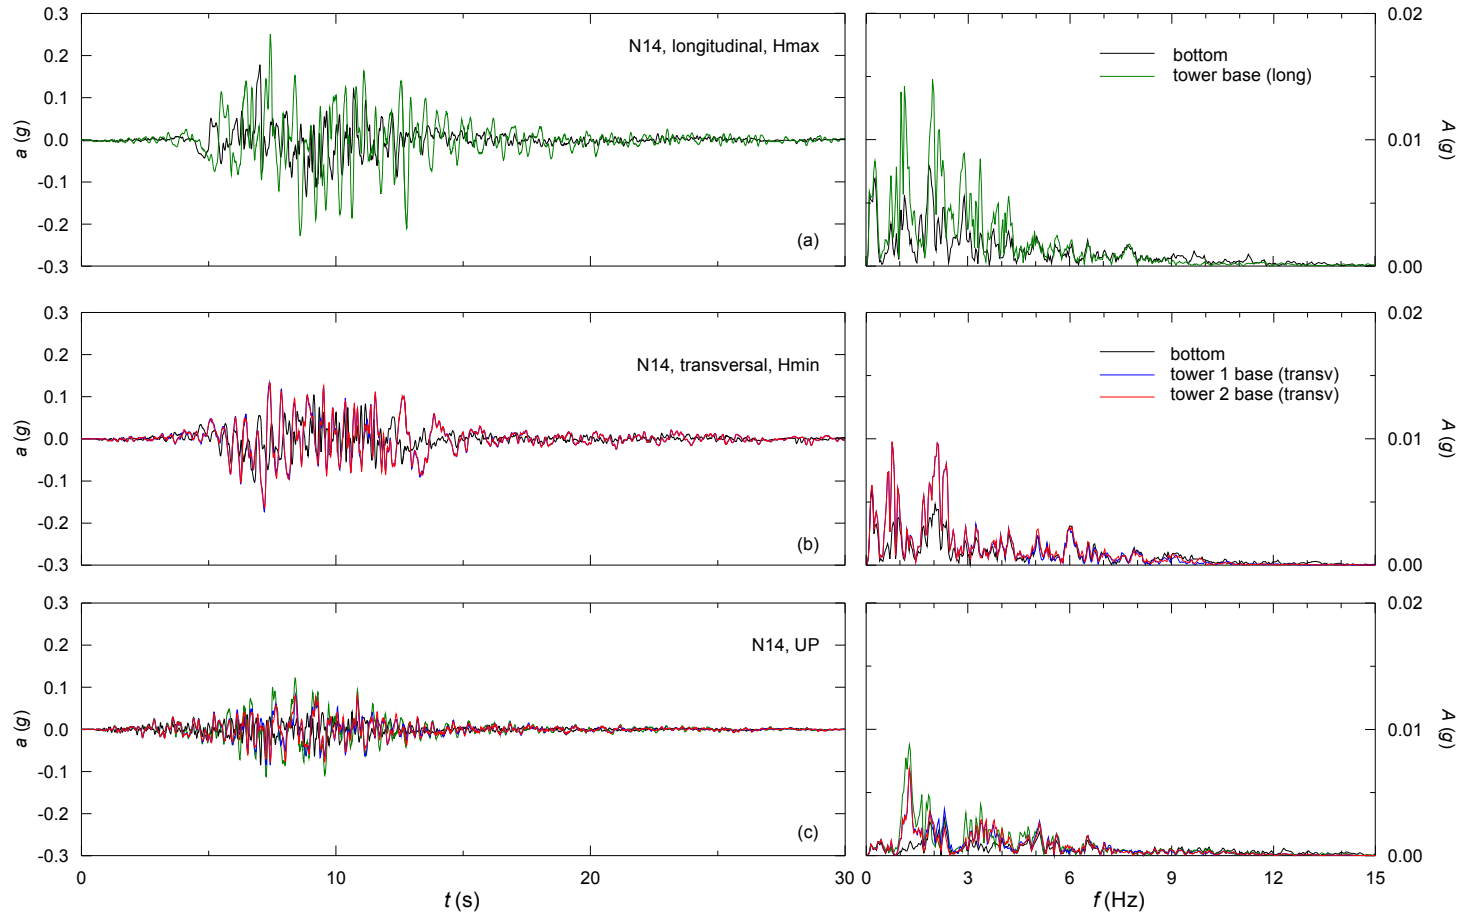 0.3
0.2
0.1
0.0
-0.1
-0.2
-0.3
a (g)
N14, longitudinal, Hmax
(a)
bottom
tower base (long)
0.02
0.01
0.00
A (g)
0.3
0.2
0.1
0.0
-0.1
-0.2
-0.3
a (g)
N14, transversal, Hmin
(b)
bottom
tower 1 base (transv)
tower 2 base (transv)
0.02
0.01
0.00
A (g)
0.3
0.2
0.1
0.0
-0.1
-0.2
-0.3
a (g)
N14, UP
(c)
0.02
0.01
0.00
A (g)
0 10 20 30
t (s)
0 3 6 9 12 15
f (Hz)